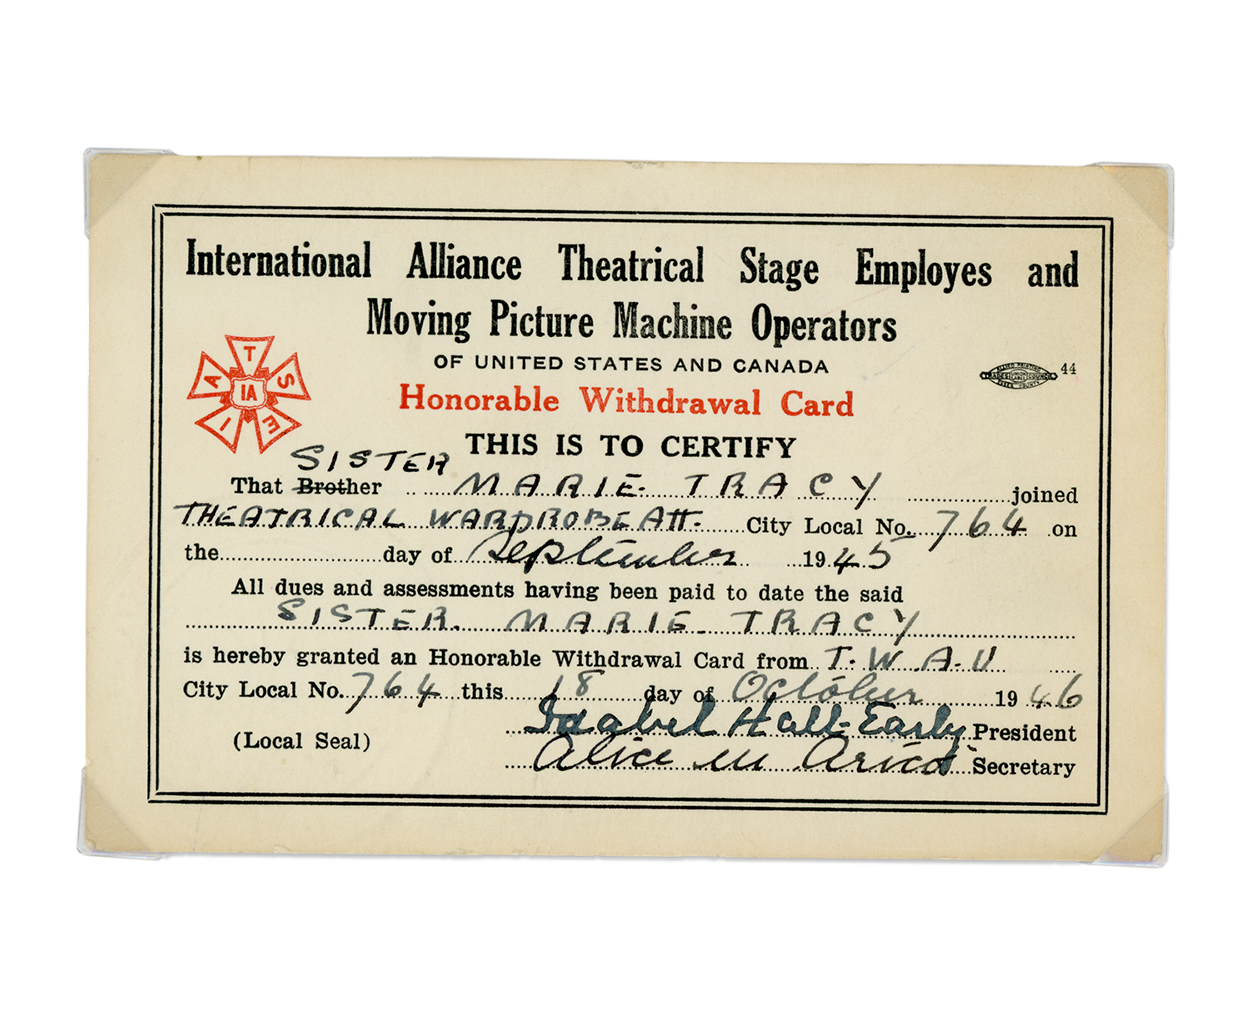 International Alliance Theatrical Stage Employes and
Moving Picture Machine Operators
OF UNITED STATES AND CANADA
Honorable Withdrawal Card
THIS IS TO CERTIFY
I A T S E
IA
44
SISTER
That Brother MARIE TRACY joined
THEATRICAL WARDROBE Att. City Local No. 764 on
the day of September 1945
All dues and assessments having been paid to date the said
SISTER. MARIE TRACY
is hereby granted an Honorable Withdrawal Card from T.W.A.U
City Local No. 764 this 18 day of October 1946
Isabel Hall-Early President
(Local Seal)
Alice M Arico Secretary